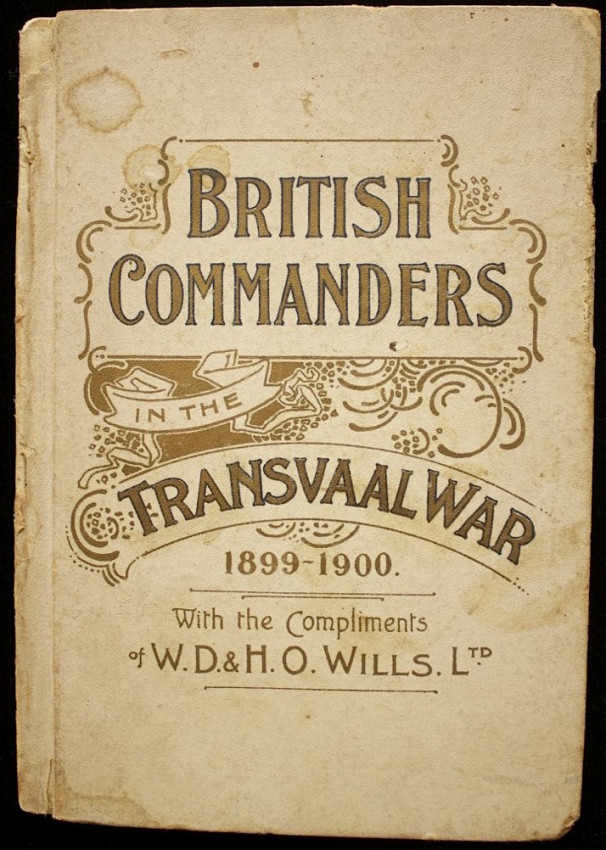 BRITISH
COMMANDERS
IN THE
TRANSVAAL WAR
1899-1900.
With the Compliments
of W. D. & H. O. WILLS. LTD